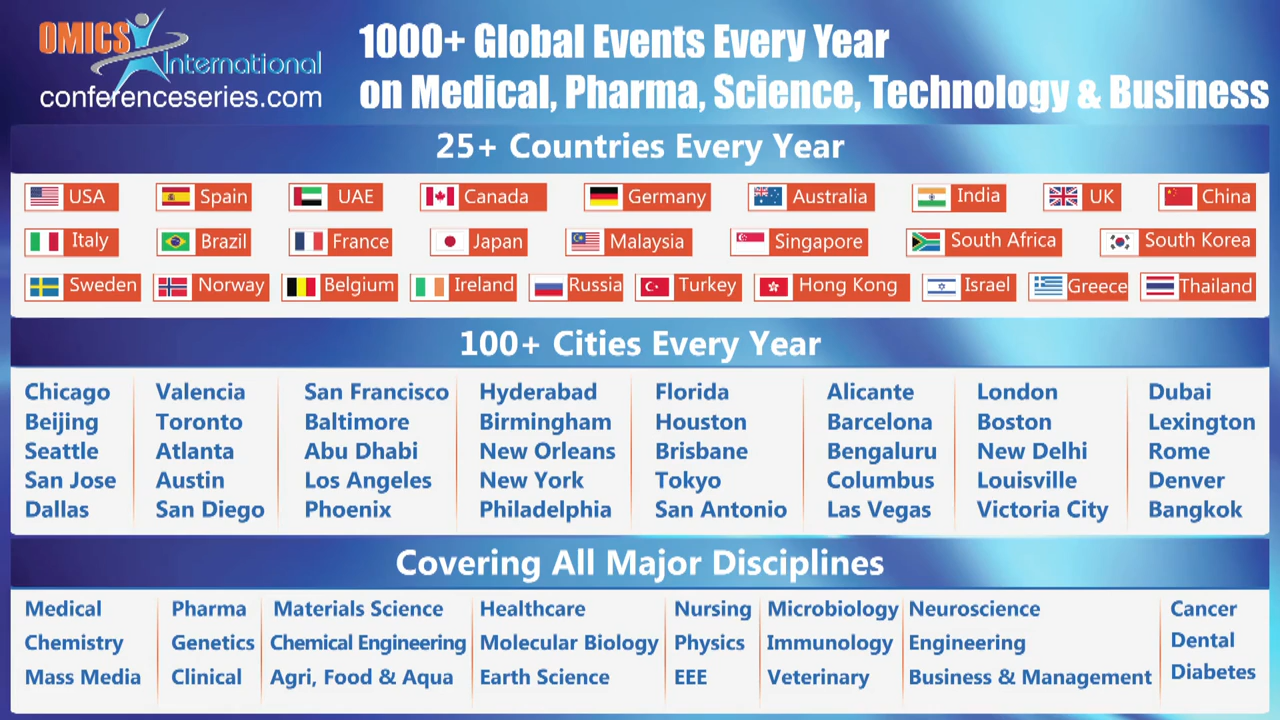 OMICS International
conferenceseries.com
1000+ Global Events Every Year
on Medical, Pharma, Science, Technology & Business
25+ Countries Every Year
USA Spain UAE Canada Germany Australia India UK China
Italy Brazil France Japan Malaysia Singapore South Africa South Korea
Sweden Norway Belgium Ireland Russia Turkey Hong Kong Israel Greece Thailand
100+ Cities Every Year
Chicago Valencia San Francisco Hyderabad Florida Alicante London Dubai
Beijing Toronto Baltimore Birmingham Houston Barcelona Boston Lexington
Seattle Atlanta Abu Dhabi New Orleans Brisbane Bengaluru New Delhi Rome
San Jose Austin Los Angeles New York Tokyo Columbus Louisville Denver
Dallas San Diego Phoenix Philadelphia San Antonio Las Vegas Victoria City Bangkok
Covering All Major Disciplines
Medical Pharma Materials Science Healthcare Nursing Microbiology Neuroscience Cancer
Chemistry Genetics Chemical Engineering Molecular Biology Physics Immunology Engineering Dental
Mass Media Clinical Agri, Food & Aqua Earth Science EEE Veterinary Business & Management Diabetes